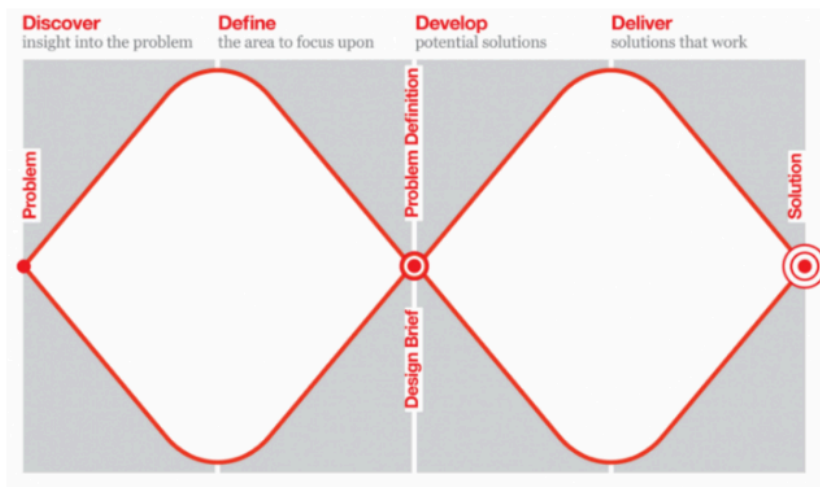 Discover
insight into the problem
Define
the area to focus upon
Develop
potential solutions
Deliver
solutions that work
Problem
Problem Definition
Design Brief
Solution